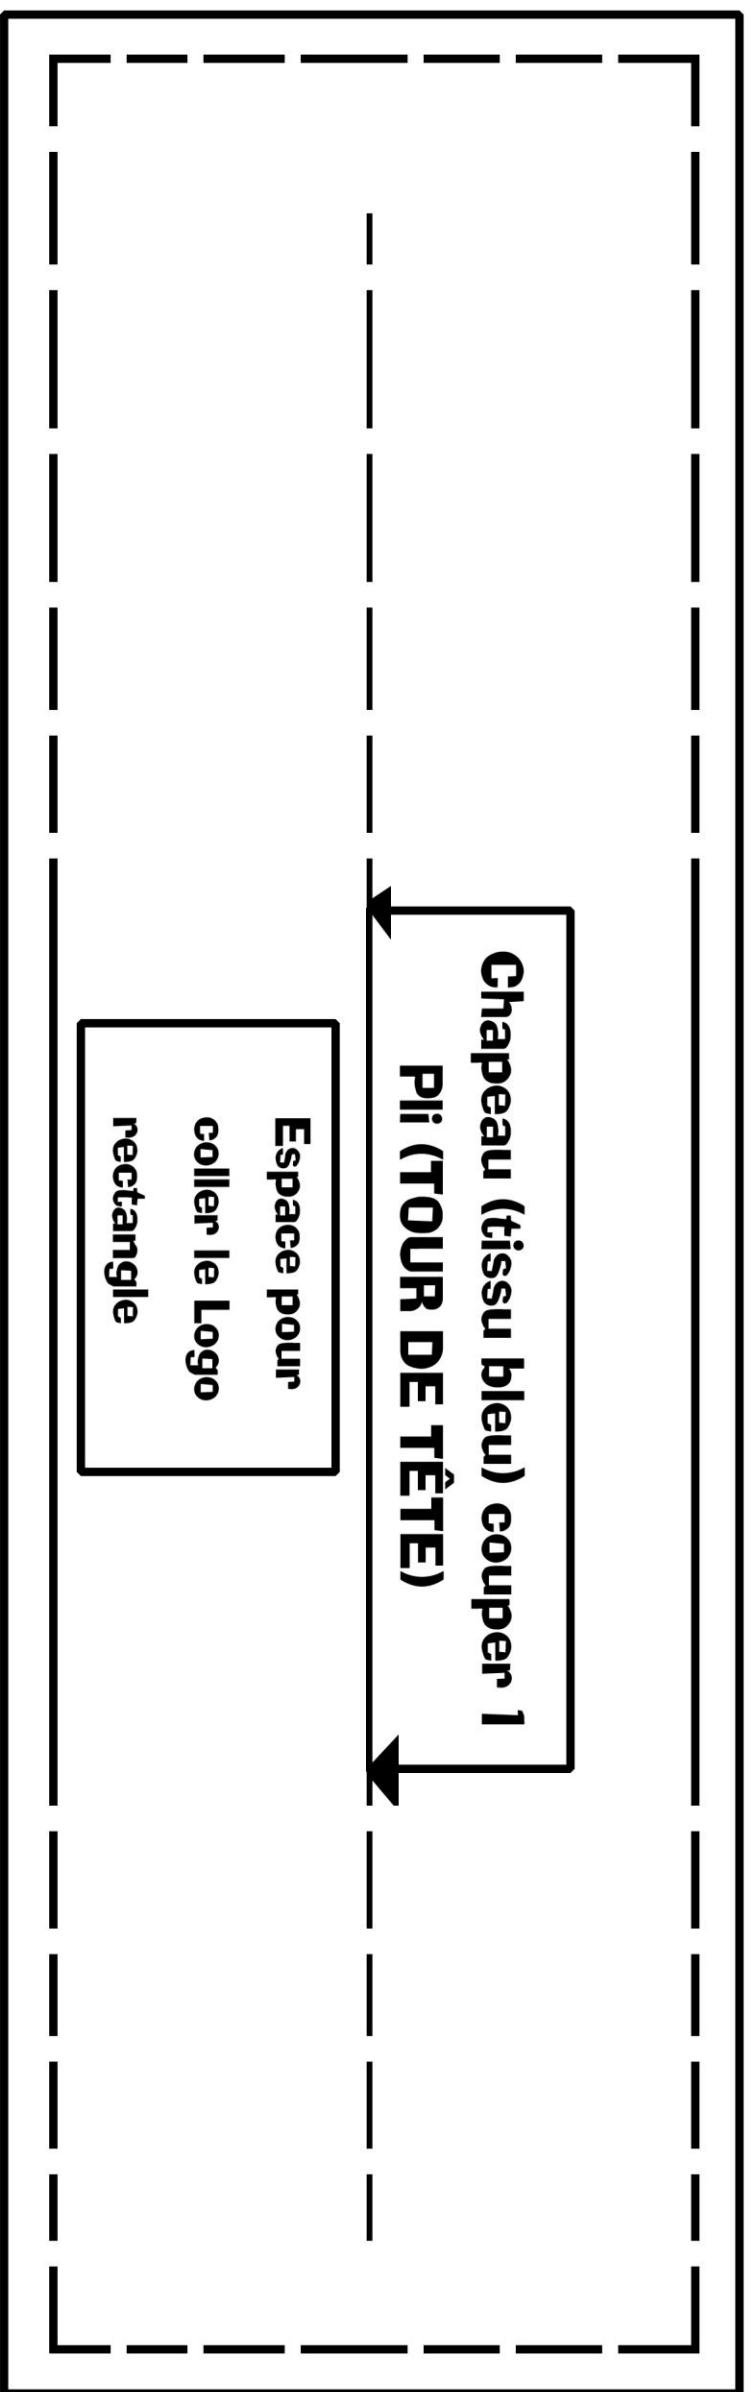 Chapeau (tissu bleu) couper 1
Pli (TOUR DE TÊTE)
Espace pour
coller le Logo
rectangle